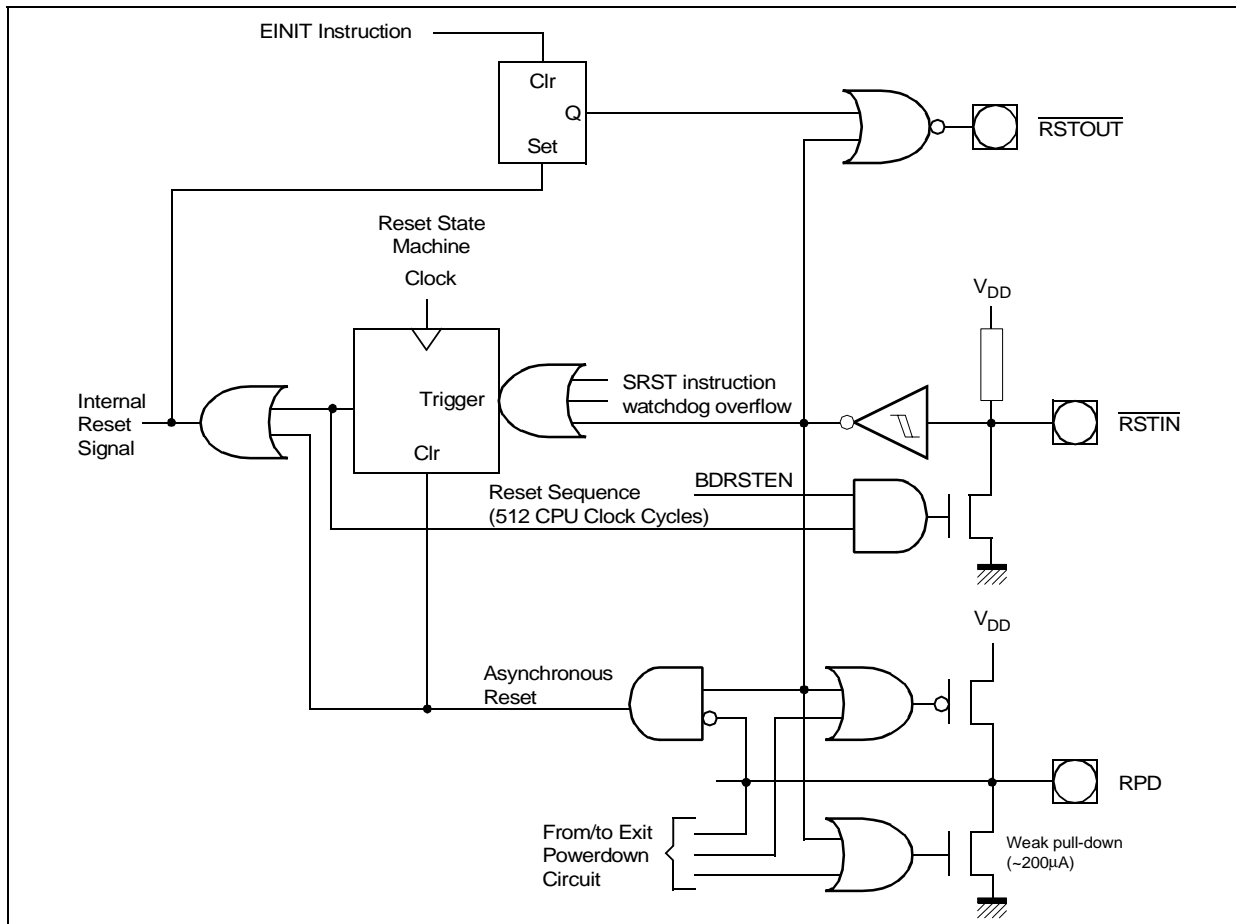 EINIT Instruction
Clr
Q
Set
RSTOUT
Reset State
Machine
Clock
VDD
Trigger
SRST instruction
watchdog overflow
Internal
Reset
Signal
RSTIN
Clr
BDRSTEN
Reset Sequence
(512 CPU Clock Cycles)
VDD
Asynchronous
Reset
RPD
From/to Exit
Powerdown
Circuit
Weak pull-down
(~200µA)